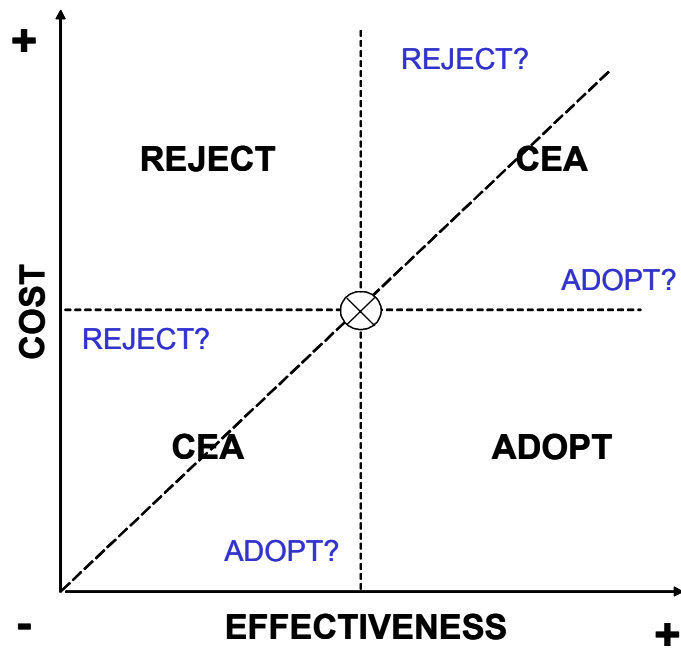 +
REJECT?
REJECT
CEA
ADOPT?
COST
REJECT?
CEA
ADOPT
ADOPT?
-
EFFECTIVENESS
+